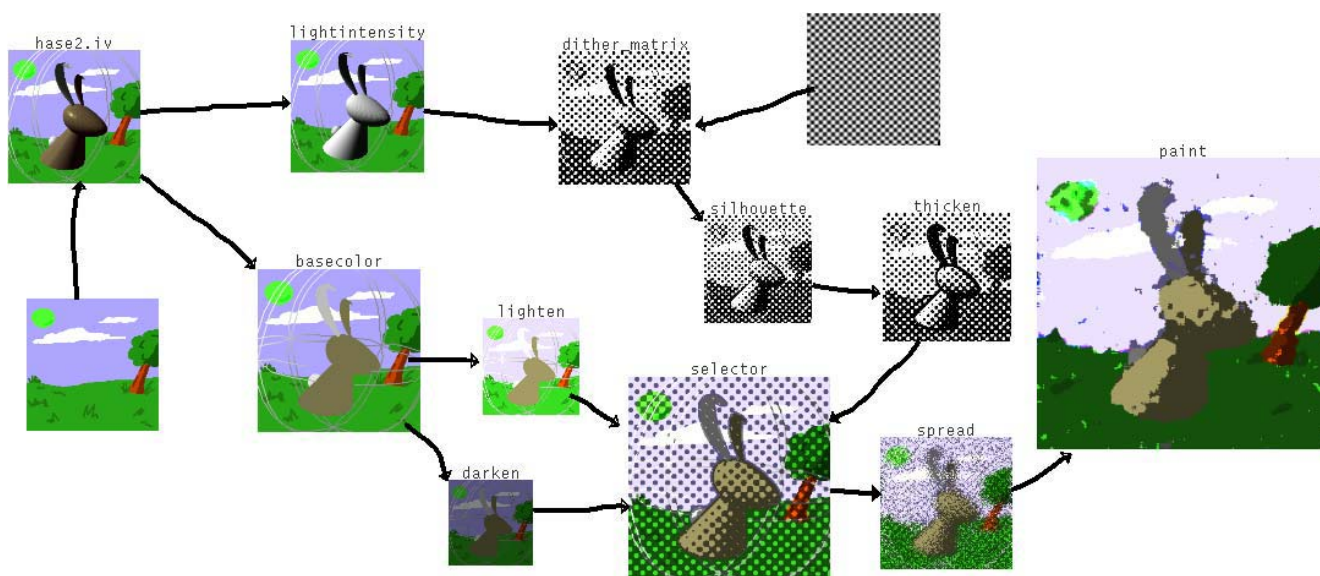 hase2.iv
lightintensity
dither_matrix
paint
silhouette
thicken
basecolor
lighten
selector
spread
darken